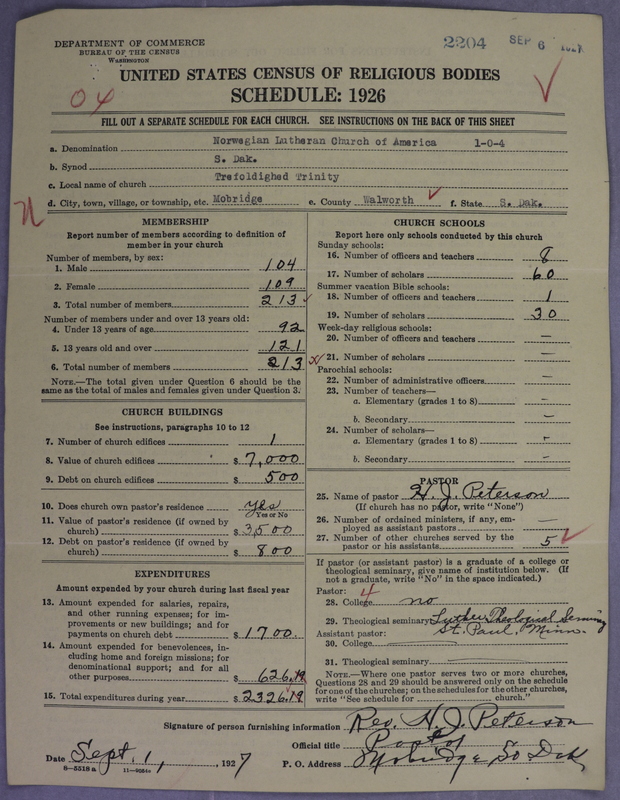 DEPARTMENT OF COMMERCE
BUREAU OF THE CENSUS
WASHINGTON
2204 SEP 6 1927
UNITED STATES CENSUS OF RELIGIOUS BODIES
04
SCHEDULE: 1926
FILL OUT A SEPARATE SCHEDULE FOR EACH CHURCH. SEE INSTRUCTIONS ON THE BACK OF THIS SHEET
a. Denomination Norwegian Lutheran Church of America 1-0-4
b. Synod S. Dak.
c. Local name of church Trefoldighed Trinity
d. City, town, village, or township, etc. Mobridge e. County Walworth f. State S. Dak.
MEMBERSHIP
Report number of members according to definition of
member in your church
Number of members, by sex:
1. Male 104
2. Female 109
3. Total number of members 213
Number of members under and over 13 years old:
4. Under 13 years of age 92
5. 13 years old and over 121
6. Total number of members 213
NOTE.—The total given under Question 6 should be
the same as the total of males and females given under Question 3.
CHURCH BUILDINGS
See instructions, paragraphs 10 to 12
7. Number of church edifices 1
8. Value of church edifices $ 7,000
9. Debt on church edifices $ 500
10. Does church own pastor's residence? yes
Yes or No
11. Value of pastor's residence (if owned by
church) $ 3500
12. Debt on pastor's residence (if owned by
church) $ 800
EXPENDITURES
Amount expended by your church during last fiscal year
13. Amount expended for salaries, repairs,
and other running expenses; for im-
provements or new buildings; and for
payments on church debt $ 1700.
14. Amount expended for benevolences, in-
cluding home and foreign missions; for
denominational support; and for all
other purposes $ 626.19
15. Total expenditures during year $ 2326.19
CHURCH SCHOOLS
Report here only schools conducted by this church
Sunday schools:
16. Number of officers and teachers 8
17. Number of scholars 60
Summer vacation Bible schools:
18. Number of officers and teachers 1
19. Number of scholars 30
Week-day religious schools:
20. Number of officers and teachers —
21. Number of scholars —
Parochial schools:
22. Number of administrative officers —
23. Number of teachers—
a. Elementary (grades 1 to 8) —
b. Secondary —
24. Number of scholars—
a. Elementary (grades 1 to 8) —
b. Secondary —
PASTOR
25. Name of pastor H. J. Peterson
(If church has no pastor, write "None")
26. Number of ordained ministers, if any, em-
ployed as assistant pastors —
27. Number of other churches served by the
pastor or his assistants 5
If pastor (or assistant pastor) is a graduate of a college or
theological seminary, give name of institution below. (If
not a graduate, write "No" in the space indicated.)
Pastor: 4
28. College no
29. Theological seminary Luther Theological Seminary
St. Paul, Minn.
Assistant pastor:
30. College
31. Theological seminary
NOTE.—Where one pastor serves two or more churches,
Questions 28 and 29 should be answered only on the schedule
for one of the churches; on the schedules for the other churches,
write "See schedule for church."
Signature of person furnishing information Rev. H. J. Peterson
Official title Pastor
Date Sept. 1, 1927 P. O. Address Mobridge So Dak
8-5518 a